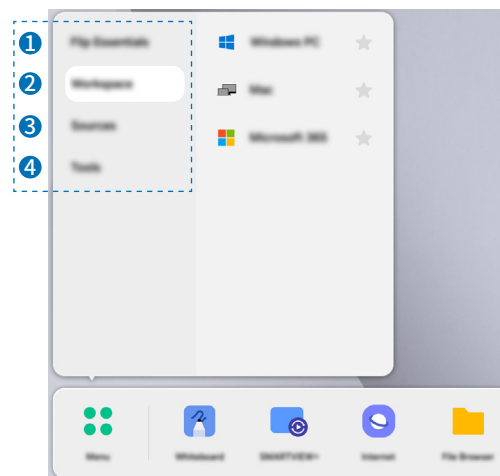 1 Flip Essentials
Windows PC
2 Workspace
Mac
3 Sources
Microsoft 365
4 Tools
Menu
Whiteboard
SMARTVIEW+
Internet
File Browser